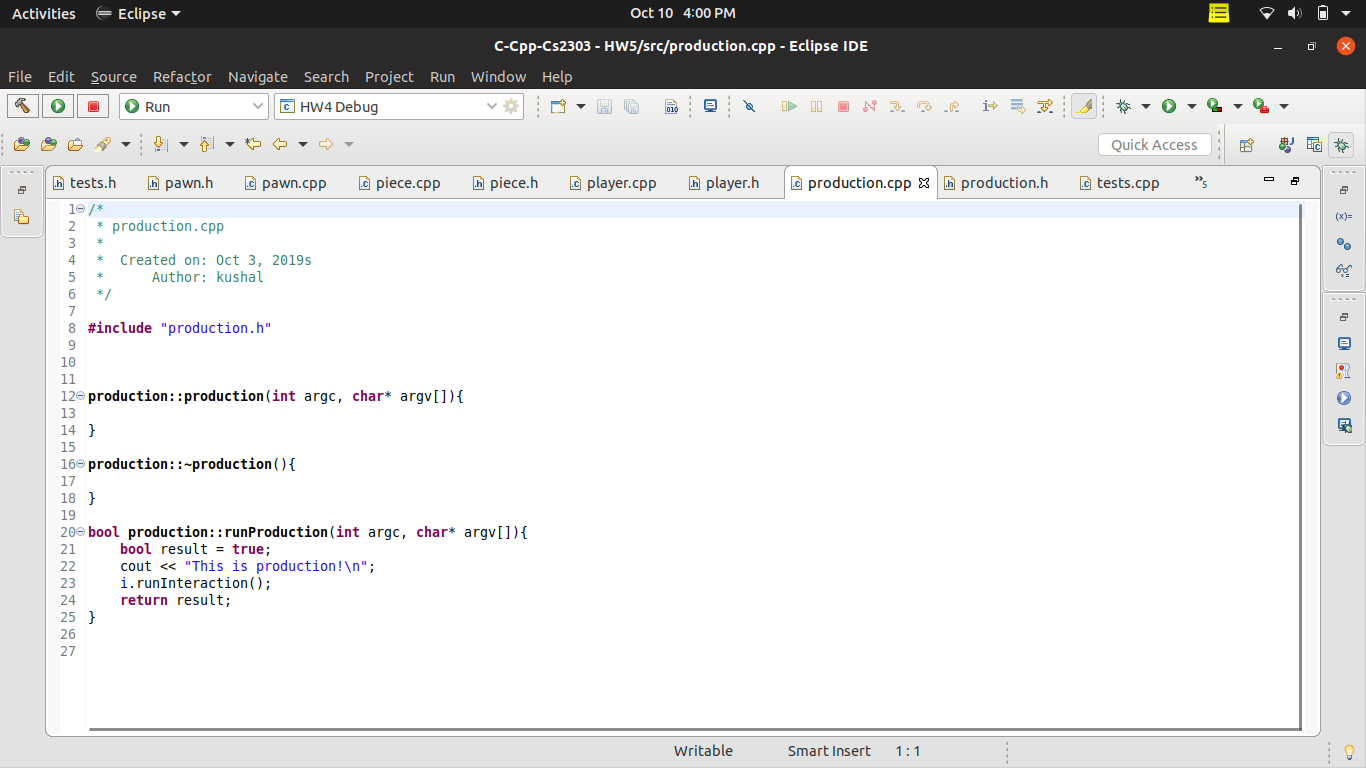 Activities Eclipse Oct 10 4:00 PM
C-Cpp-Cs2303 - HW5/src/production.cpp - Eclipse IDE
File Edit Source Refactor Navigate Search Project Run Window Help
Run HW4 Debug 010
Quick Access
tests.h pawn.h pawn.cpp piece.cpp piece.h player.cpp player.h production.cpp production.h tests.cpp »5
(x)=
1 /*
2  * production.cpp
3  *
4  *  Created on: Oct 3, 2019s
5  *      Author: kushal
6  */
7
8 #include "production.h"
9
10
11
12 production::production(int argc, char* argv[]){
13
14 }
15
16 production::~production(){
17
18 }
19
20 bool production::runProduction(int argc, char* argv[]){
21     bool result = true;
22     cout << "This is production!\n";
23     i.runInteraction();
24     return result;
25 }
26
27
Writable Smart Insert 1 : 1